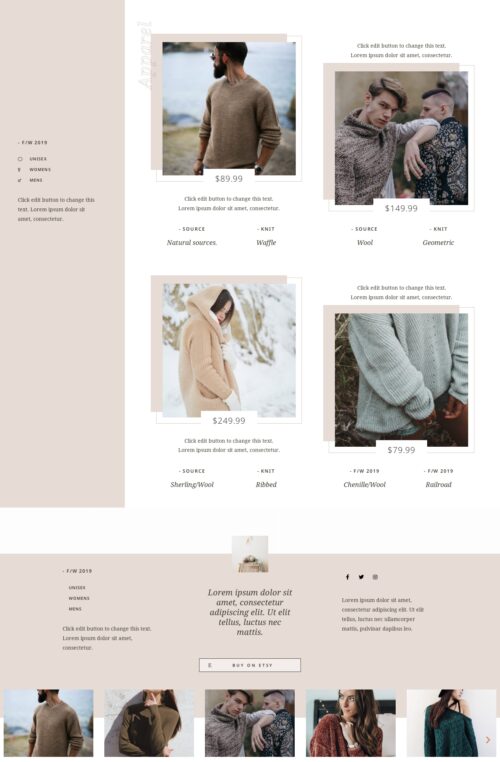 - F/W 2019
UNISEX
WOMENS
MENS
Click edit button to change this
text. Lorem ipsum dolor sit
amet, consectetur.
Apparel
$89.99
Click edit button to change this text.
Lorem ipsum dolor sit amet, consectetur.
- SOURCE
- KNIT
Natural sources.
Waffle
Click edit button to change this text.
Lorem ipsum dolor sit amet, consectetur.
$149.99
- SOURCE
- KNIT
Wool
Geometric
$249.99
Click edit button to change this text.
Lorem ipsum dolor sit amet, consectetur.
- SOURCE
- KNIT
Sherling/Wool
Ribbed
Click edit button to change this text.
Lorem ipsum dolor sit amet, consectetur.
$79.99
- F/W 2019
- F/W 2019
Chenille/Wool
Railroad
- F/W 2019
UNISEX
WOMENS
MENS
Click edit button to change this text.
Lorem ipsum dolor sit amet,
consectetur.
Lorem ipsum dolor sit
amet, consectetur
adipiscing elit. Ut elit
tellus, luctus nec
mattis.
E BUY ON ETSY
Lorem ipsum dolor sit amet,
consectetur adipiscing elit. Ut elit
tellus, luctus nec ullamcorper
mattis, pulvinar dapibus leo.